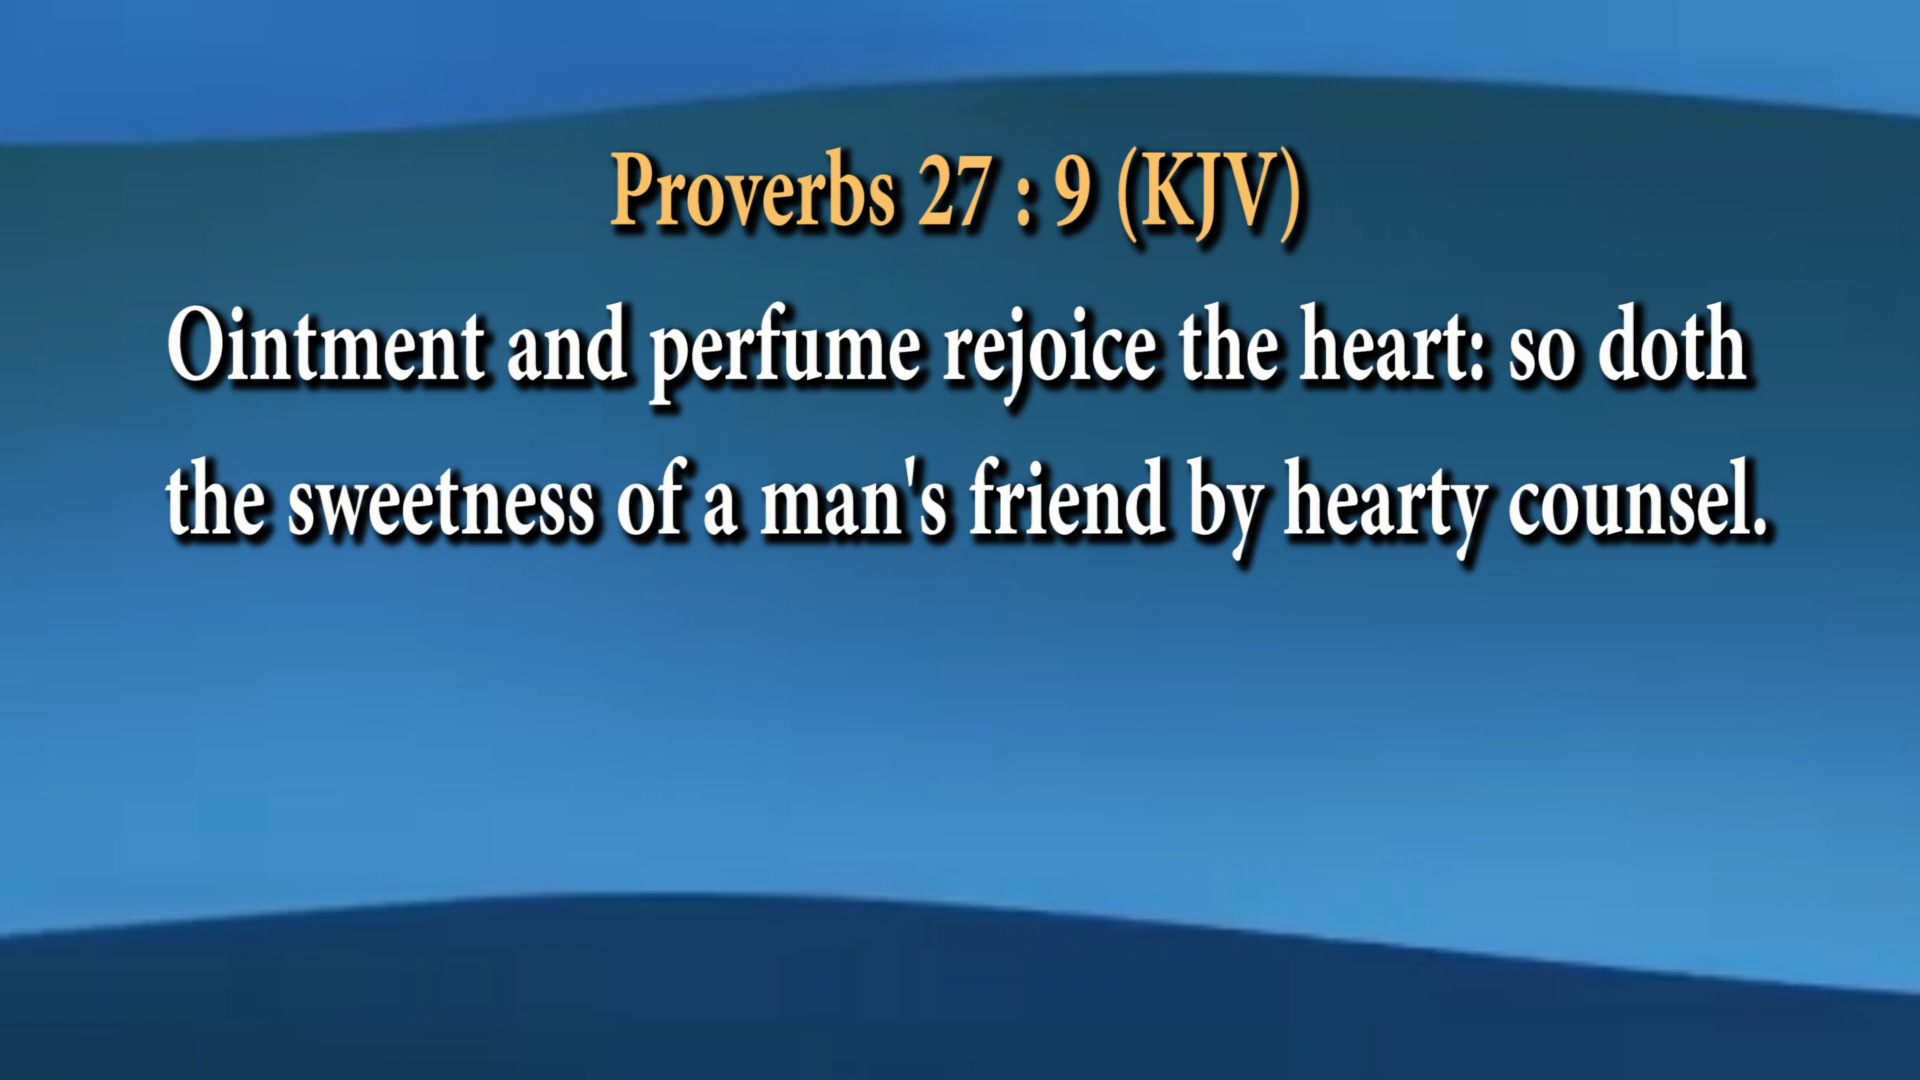 Proverbs 27 : 9 (KJV)
Ointment and perfume rejoice the heart: so doth
the sweetness of a man's friend by hearty counsel.